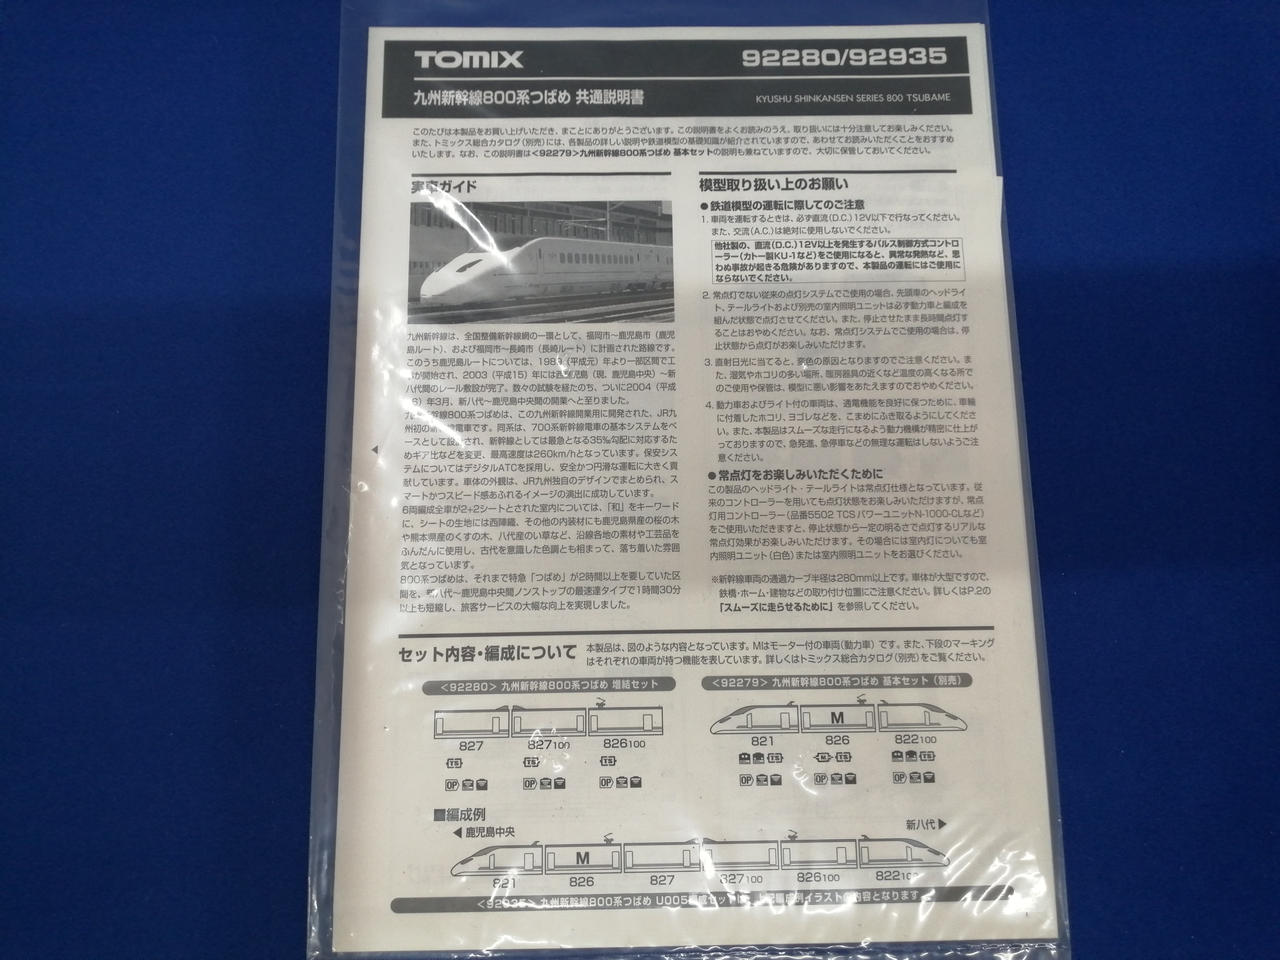 TOMIX
92280/92935
九州新幹線800系つばめ 共通説明書
KYUSHU SHINKANSEN SERIES 800 TSUBAME
このたびは本製品をお買い上げいただき、まことにありがとうございます。この説明書をよくお読みのうえ、取り扱いには十分注意してお楽しみください。
また、トミックス総合カタログ(別売)には、各製品の詳しい説明や鉄道模型の基礎知識が紹介されていますので、あわせてお読みいただくことをおすすめ
いたします。なお、この説明書は<92279>九州新幹線800系つばめ 基本セットの説明も兼ねていますので、大切に保管しておいてください。
実車ガイド
九州新幹線は、全国整備新幹線網の一環として、福岡市〜鹿児島市(鹿児
島ルート)、および福岡市〜長崎市(長崎ルート)に計画された路線です。
このうち鹿児島ルートについては、1989(平成元)年より一部区間で工
が開始され、2003(平成15)年には西鹿児島(現、鹿児島中央)〜新
八代間のレール敷設が完了。数々の試験を経たのち、ついに2004(平成
6)年3月、新八代〜鹿児島中央間の開業へと至りました。
九州新幹線800系つばめは、この九州新幹線開業用に開発された、JR九
州初の新幹線電車です。同系は、700系新幹線電車の基本システムをベ
ースとして設計され、新幹線としては最急となる35‰勾配に対応するた
めギア比などを変更、最高速度は260km/hとなっています。保安シス
テムについてはデジタルATCを採用し、安全かつ円滑な運転に大きく貢
献しています。車体の外観は、JR九州独自のデザインでまとめられ、ス
マートかつスピード感あふれるイメージの演出に成功しています。
6両編成全車が2+2シートとされた室内については、「和」をキーワード
に、シートの生地には西陣織、その他の内装材にも鹿児島県産の桜の木
や熊本県産のくすの木、八代産のい草など、沿線各地の素材や工芸品を
ふんだんに使用し、古代を意識した色調とも相まって、落ち着いた雰囲
気となっています。
800系つばめは、それまで特急「つばめ」が2時間以上を要していた区
間を、新八代〜鹿児島中央間ノンストップの最速達タイプで1時間30分
以上も短縮し、旅客サービスの大幅な向上を実現しました。
模型取り扱い上のお願い
●鉄道模型の運転に際してのご注意
1. 車両を運転するときは、必ず直流(D.C.)12V以下で行なってください。
また、交流(A.C.)は絶対に使用しないでください。
他社製の、直流(D.C.)12V以上を発生するパルス制御方式コントロ
ーラー(カトー製KU-1など)をご使用になると、異常な発熱など、思
わぬ事故が起きる危険がありますので、本製品の運転にはご使用に
ならないでください。
2. 常点灯でない従来の点灯システムでご使用の場合、先頭車のヘッドライ
ト、テールライトおよび別売の室内照明ユニットは必ず動力車と編成を
組んだ状態で点灯させてください。また、停止させたまま長時間点灯す
ることはおやめください。なお、常点灯システムでご使用の場合は、停
止状態から点灯がお楽しみいただけます。
3. 直射日光に当てると、変色の原因となりますのでご注意ください。ま
た、湿気やホコリの多い場所、暖房器具の近くなど温度の高くなる所で
のご使用や保管は、模型に悪い影響をあたえますのでおやめください。
4. 動力車およびライト付の車両は、通電機能を良好に保つために、車輪
に付着したホコリ、ヨゴレなどを、こまめにふき取るようにしてくださ
い。また、本製品はスムーズな走行になるよう動力機構が精密に仕上が
っておりますので、急発進、急停車などの無理な運転はしないようご注
意ください。
●常点灯をお楽しみいただくために
この製品のヘッドライト・テールライトは常点灯仕様となっています。従
来のコントローラーを用いても点灯状態をお楽しみいただけますが、常点
灯用コントローラー(品番5502 TCSパワーユニットN-1000-CLなど)
をご使用いただきますと、停止状態から一定の明るさで点灯するリアルな
常点灯効果がお楽しみいただけます。その場合には室内灯についても室
内照明ユニット(白色)または室内照明ユニットをお選びください。
※新幹線車両の通過カーブ半径は280mm以上です。車体が大型ですので、
鉄橋・ホーム・建物などの取り付け位置にご注意ください。詳しくはP.2の
「スムーズに走らせるために」を参照してください。
セット内容・編成について
本製品は、図のような内容となっています。Mはモーター付の車両(動力車)です。また、下段のマーキング
はそれぞれの車両が持つ機能を表しています。詳しくはトミックス総合カタログ(別売)をご覧ください。
<92280> 九州新幹線800系つばめ 増結セット
827 827100 826100
TS TS TS
OP OP OP
<92279> 九州新幹線800系つばめ 基本セット(別売)
M
821 826 822100
TS M TS TS
OP OP OP
■編成例
◀鹿児島中央
新八代▶
M
821 826 827 827100 826100 822100
<92935> 九州新幹線800系つばめ U005編成セットは、上記編成例イラストの内容となります